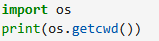 import os
print(os.getcwd())